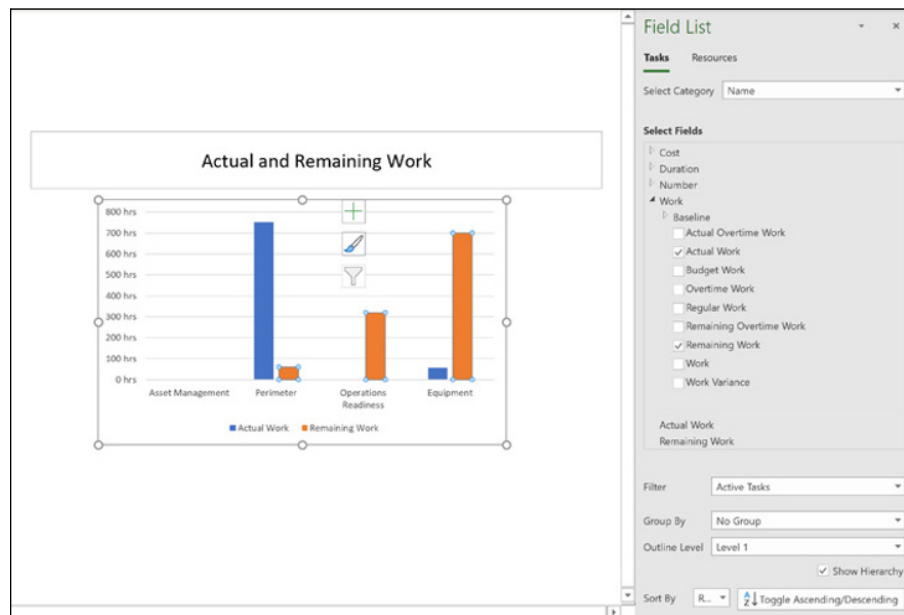 Field List
Tasks Resources
Select Category Name
Select Fields
Cost
Duration
Number
Work
Baseline
Actual Overtime Work
Actual Work
Budget Work
Overtime Work
Regular Work
Remaining Overtime Work
Remaining Work
Work
Work Variance
Actual Work
Remaining Work
Filter Active Tasks
Group By No Group
Outline Level Level 1
Show Hierarchy
Sort By R... Toggle Ascending/Descending
Actual and Remaining Work
800 hrs
700 hrs
600 hrs
500 hrs
400 hrs
300 hrs
200 hrs
100 hrs
0 hrs
Asset Management Perimeter Operations Equipment
Readiness
Actual Work Remaining Work